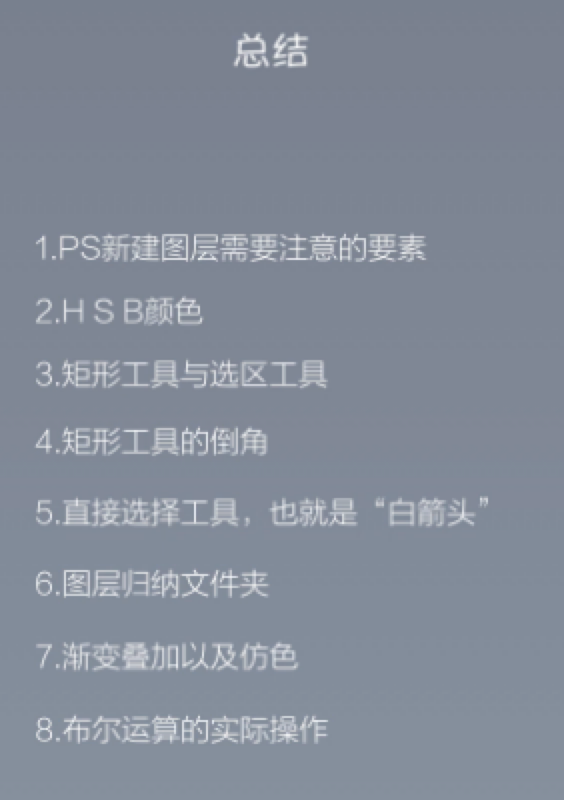 总结
1.PS新建图层需要注意的要素
2.H S B颜色
3.矩形工具与选区工具
4.矩形工具的倒角
5.直接选择工具，也就是“白箭头”
6.图层归纳文件夹
7.渐变叠加以及仿色
8.布尔运算的实际操作